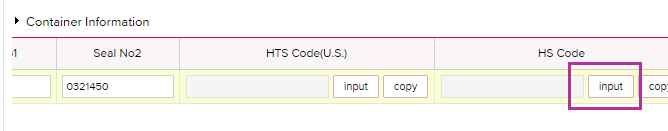 Container Information
Seal No2 HTS Code(U.S.) HS Code
0321450 input copy input